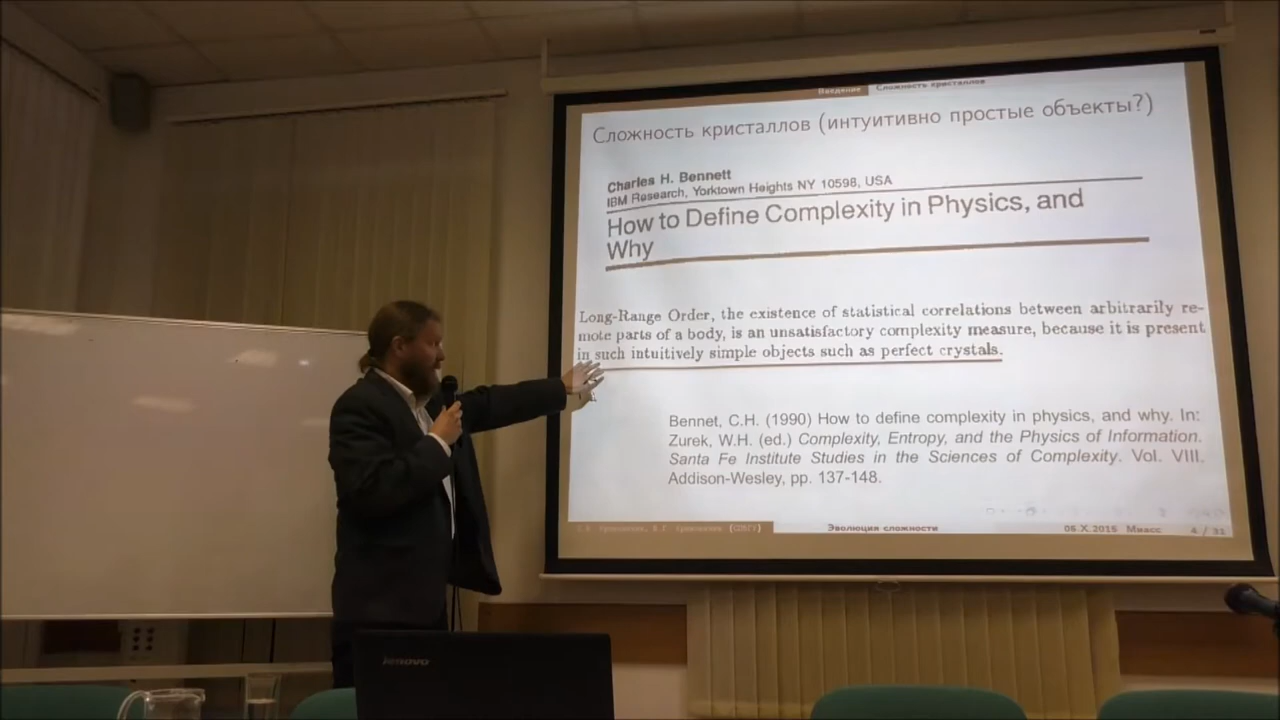 Введение Сложность кристаллов
Сложность кристаллов (интуитивно простые объекты?)
Charles H. Bennett
IBM Research, Yorktown Heights NY 10598, USA
How to Define Complexity in Physics, and
Why
Long-Range Order, the existence of statistical correlations between arbitrarily re-
mote parts of a body, is an unsatisfactory complexity measure, because it is present
in such intuitively simple objects such as perfect crystals.
Bennet, C.H. (1990) How to define complexity in physics, and why. In:
Zurek, W.H. (ed.) Complexity, Entropy, and the Physics of Information.
Santa Fe Institute Studies in the Sciences of Complexity. Vol. VIII.
Addison-Wesley, pp. 137-148.
Эволюция сложности 06.X.2015 Миасс 4 / 31
lenovo